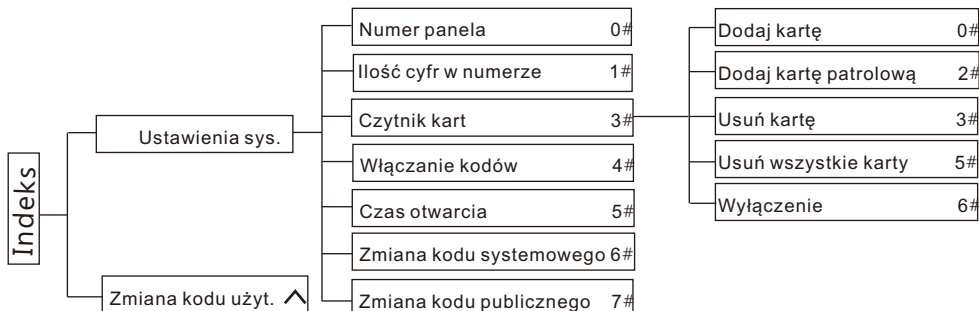 Indeks
Ustawienia sys.
Zmiana kodu użyt.
Numer panela 0#
Ilość cyfr w numerze 1#
Czytnik kart 3#
Włączanie kodów 4#
Czas otwarcia 5#
Zmiana kodu systemowego 6#
Zmiana kodu publicznego 7#
Dodaj kartę 0#
Dodaj kartę patrolową 2#
Usuń kartę 3#
Usuń wszystkie karty 5#
Wyłączenie 6#